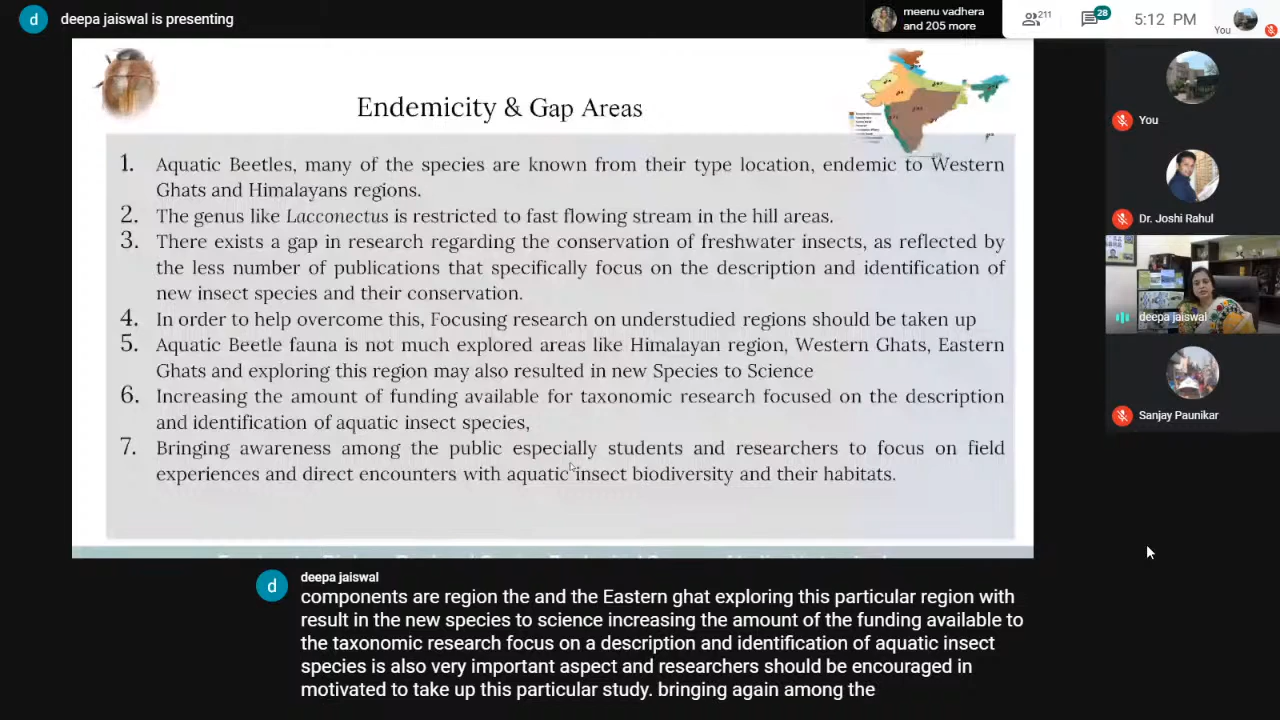 d deepa jaiswal is presenting
meenu vadhera
and 205 more
211
28
5:12 PM
You
Endemicity & Gap Areas
1. Aquatic Beetles, many of the species are known from their type location, endemic to Western
Ghats and Himalayans regions.
2. The genus like Lacconectus is restricted to fast flowing stream in the hill areas.
3. There exists a gap in research regarding the conservation of freshwater insects, as reflected by
the less number of publications that specifically focus on the description and identification of
new insect species and their conservation.
4. In order to help overcome this, Focusing research on understudied regions should be taken up
5. Aquatic Beetle fauna is not much explored areas like Himalayan region, Western Ghats, Eastern
Ghats and exploring this region may also resulted in new Species to Science
6. Increasing the amount of funding available for taxonomic research focused on the description
and identification of aquatic insect species,
7. Bringing awareness among the public especially students and researchers to focus on field
experiences and direct encounters with aquatic insect biodiversity and their habitats.
You
Dr. Joshi Rahul
deepa jaiswal
Sanjay Paunikar
d deepa jaiswal
components are region the and the Eastern ghat exploring this particular region with
result in the new species to science increasing the amount of the funding available to
the taxonomic research focus on a description and identification of aquatic insect
species is also very important aspect and researchers should be encouraged in
motivated to take up this particular study. bringing again among the